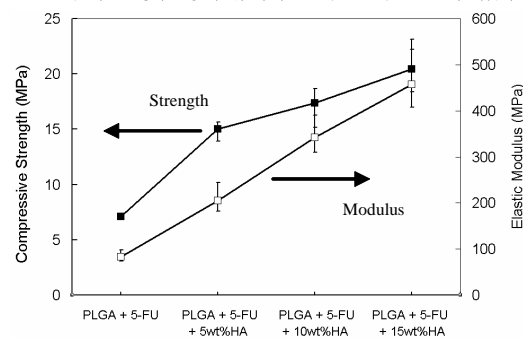 25
20
15
10
5
0
Compressive Strength (MPa)
Strength
Modulus
600
500
400
300
200
100
0
Elastic Modulus (MPa)
PLGA + 5-FU
PLGA + 5-FU
+ 5wt%HA
PLGA + 5-FU
+ 10wt%HA
PLGA + 5-FU
+ 15wt%HA